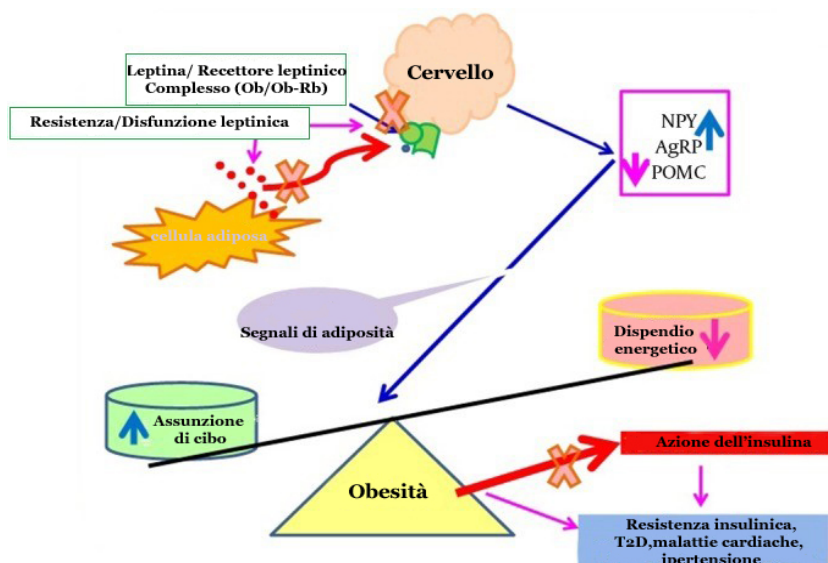 Leptina/ Recettore leptinico
Complesso (Ob/Ob-Rb)
Cervello
Resistenza/Disfunzione leptinica
NPY
AgRP
POMC
cellula adiposa
Segnali di adiposità
Dispendio
energetico
Assunzione
di cibo
Obesità
Azione dell'insulina
Resistenza insulinica,
T2D,malattie cardiache,
ipertensione